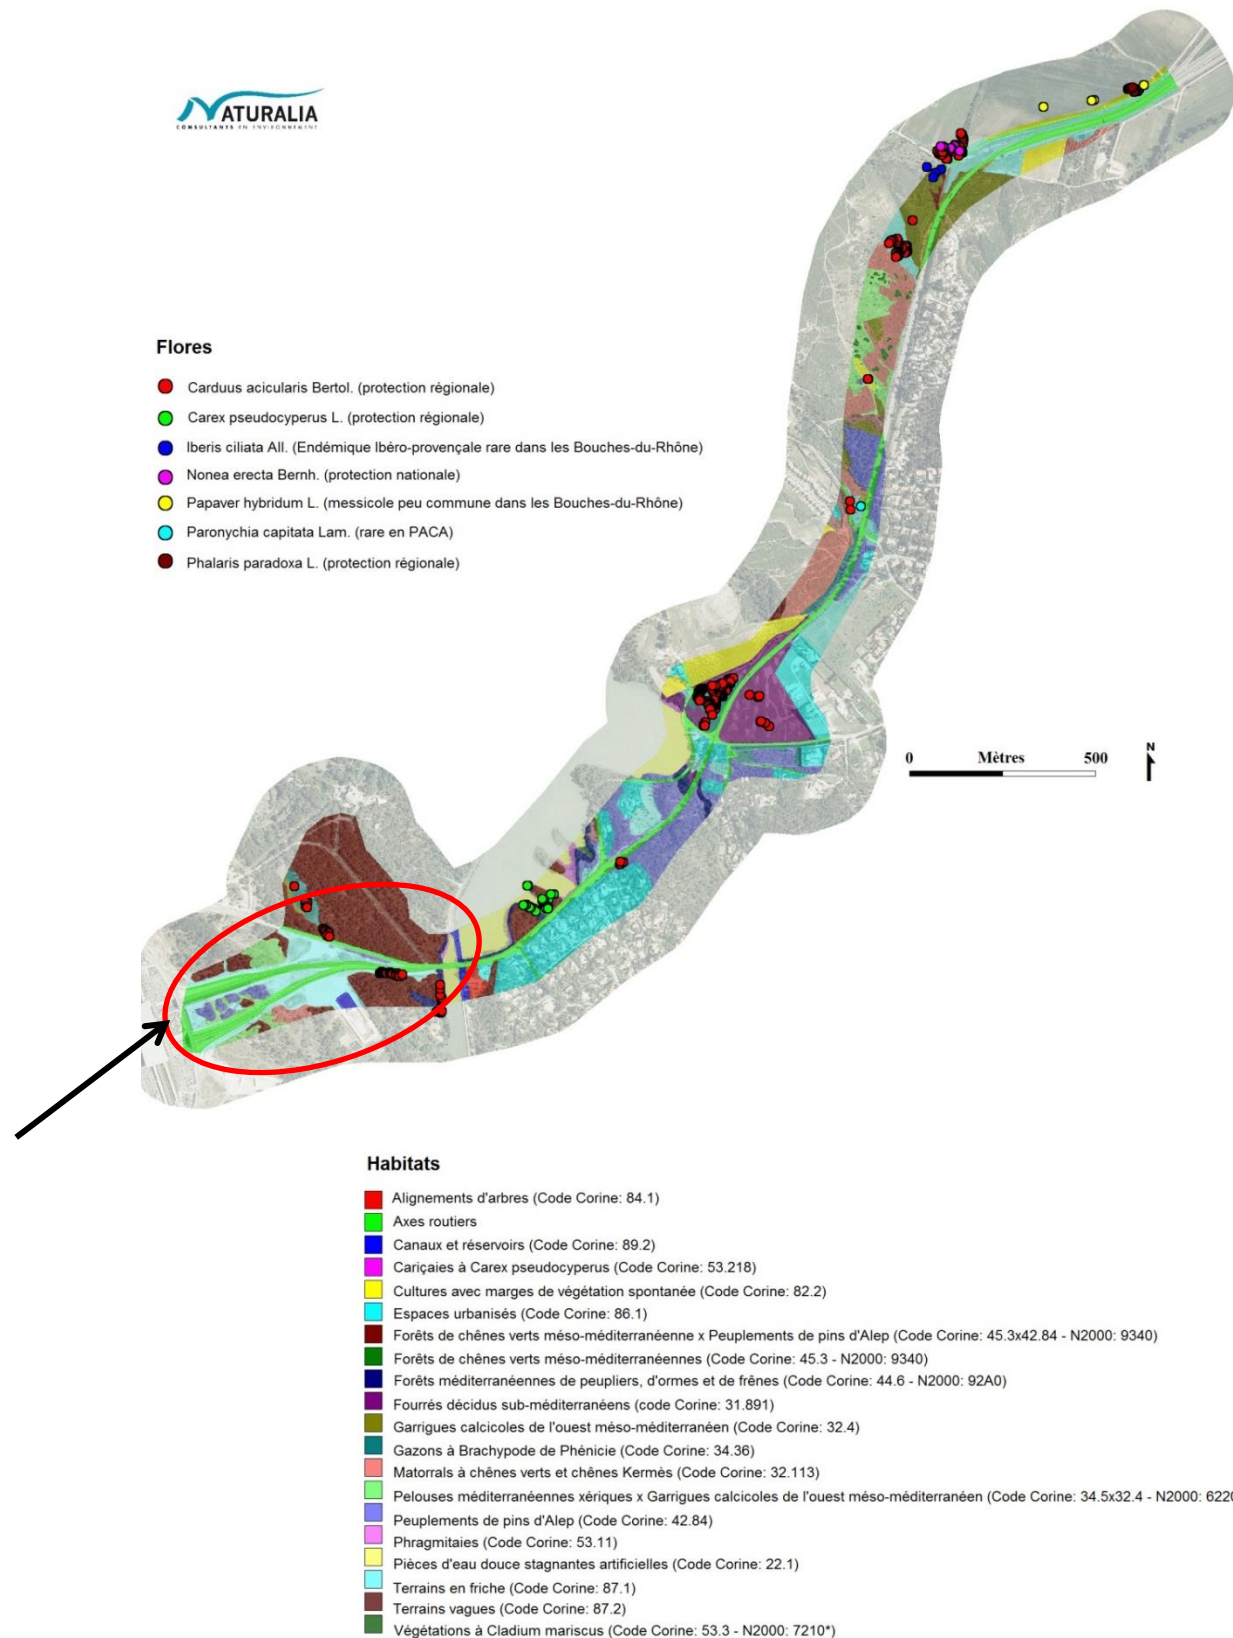 NATURALIA
CONSULTANTS EN ENVIRONNEMENT
Flores
Carduus acicularis Bertol. (protection régionale)
Carex pseudocyperus L. (protection régionale)
Iberis ciliata All. (Endémique Ibéro-provençale rare dans les Bouches-du-Rhône)
Nonea erecta Bernh. (protection nationale)
Papaver hybridum L. (messicole peu commune dans les Bouches-du-Rhône)
Paronychia capitata Lam. (rare en PACA)
Phalaris paradoxa L. (protection régionale)
0 Mètres 500
N
Habitats
Alignements d'arbres (Code Corine: 84.1)
Axes routiers
Canaux et réservoirs (Code Corine: 89.2)
Cariçaies à Carex pseudocyperus (Code Corine: 53.218)
Cultures avec marges de végétation spontanée (Code Corine: 82.2)
Espaces urbanisés (Code Corine: 86.1)
Forêts de chênes verts méso-méditerranéenne x Peuplements de pins d'Alep (Code Corine: 45.3x42.84 - N2000: 9340)
Forêts de chênes verts méso-méditerranéennes (Code Corine: 45.3 - N2000: 9340)
Forêts méditerranéennes de peupliers, d'ormes et de frênes (Code Corine: 44.6 - N2000: 92A0)
Fourrés décidus sub-méditerranéens (code Corine: 31.891)
Garrigues calcicoles de l'ouest méso-méditerranéen (Code Corine: 32.4)
Gazons à Brachypode de Phénicie (Code Corine: 34.36)
Matorrals à chênes verts et chênes Kermès (Code Corine: 32.113)
Pelouses méditerranéennes xériques x Garrigues calcicoles de l'ouest méso-méditerranéen (Code Corine: 34.5x32.4 - N2000: 6220
Peuplements de pins d'Alep (Code Corine: 42.84)
Phragmitaies (Code Corine: 53.11)
Pièces d'eau douce stagnantes artificielles (Code Corine: 22.1)
Terrains en friche (Code Corine: 87.1)
Terrains vagues (Code Corine: 87.2)
Végétations à Cladium mariscus (Code Corine: 53.3 - N2000: 7210*)